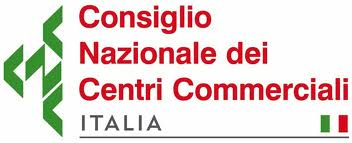 Consiglio
Nazionale dei
Centri Commerciali
ITALIA